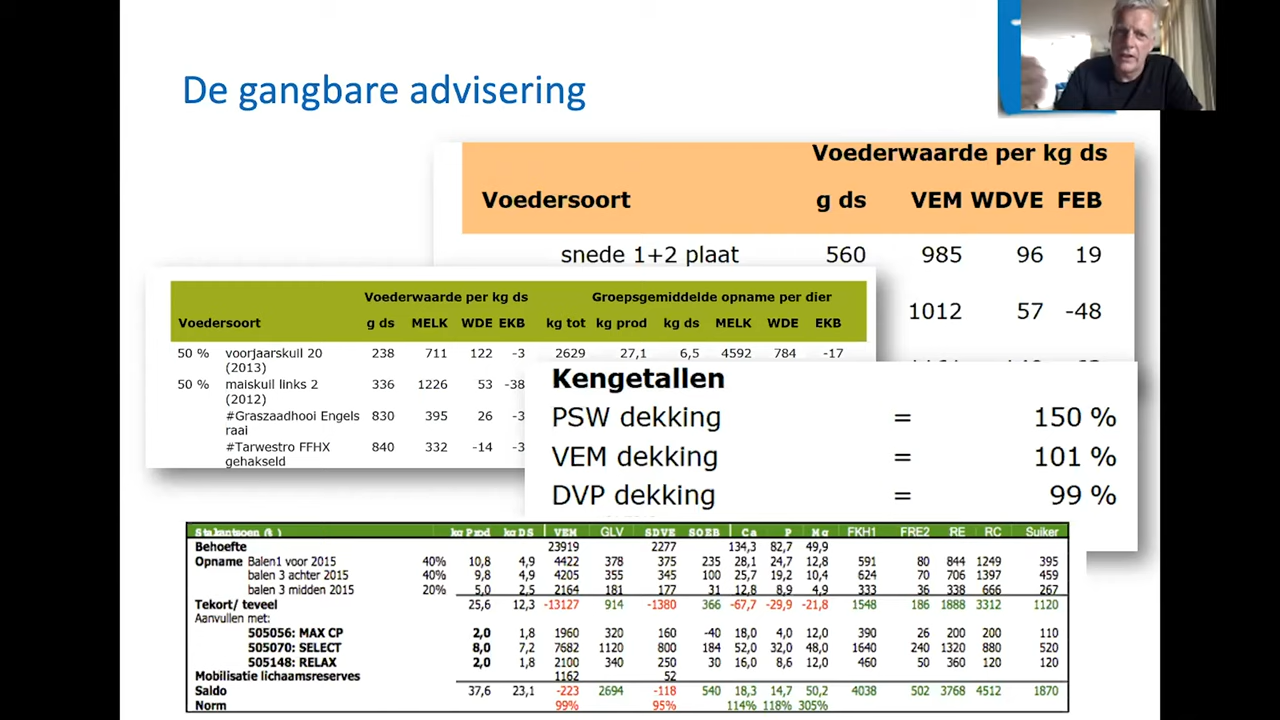 De gangbare advisering
Voederwaarde per kg ds
Voedersoort g ds VEM WDVE FEB
snede 1+2 plaat 560 985 96 19
1012 57 -48
Voederwaarde per kg ds Groepsgemiddelde opname per dier
Voedersoort g ds MELK WDE EKB kg tot kg prod kg ds MELK WDE EKB
50 % voorjaarskuil 20 238 711 122 -3 2629 27,1 6,5 4592 784 -17
(2013)
50 % maiskuil links 2 336 1226 53 -38
(2012)
#Graszaadhooi Engels 830 395 26 -3
raai
#Tarwestro FFHX 840 332 -14 -3
gehakseld
Kengetallen
PSW dekking = 150 %
VEM dekking = 101 %
DVP dekking = 99 %
kg Prod kg DS VEM GLV SDVE SOEB Ca P Mg FKH1 FRE2 RE RC Suiker
Behoefte 23919 2277 134,3 82,7 49,9
Opname Balen1 voor 2015 40% 10,8 4,9 4422 378 375 235 28,1 24,7 12,8 591 80 844 1249 395
balen 3 achter 2015 40% 9,8 4,9 4205 355 345 100 25,7 19,2 10,4 624 70 706 1397 459
balen 3 midden 2015 20% 5,0 2,5 2164 181 177 31 12,8 8,9 4,9 333 36 338 666 267
Tekort/ teveel 25,6 12,3 -13127 914 -1380 366 -67,7 -29,9 -21,8 1548 186 1888 3312 1120
Aanvullen met:
505056: MAX CP 2,0 1,8 1960 320 160 -40 18,0 4,0 12,0 390 26 200 200 110
505070: SELECT 8,0 7,2 7682 1120 800 184 52,0 32,0 48,0 1640 240 1320 880 520
505148: RELAX 2,0 1,8 2100 340 250 30 16,0 8,6 12,0 460 50 360 120 120
Mobilisatie lichaamsreserves 1162 52
Saldo 37,6 23,1 -223 2694 -118 540 18,3 14,7 50,2 4038 502 3768 4512 1870
Norm 99% 95% 114% 118% 305%